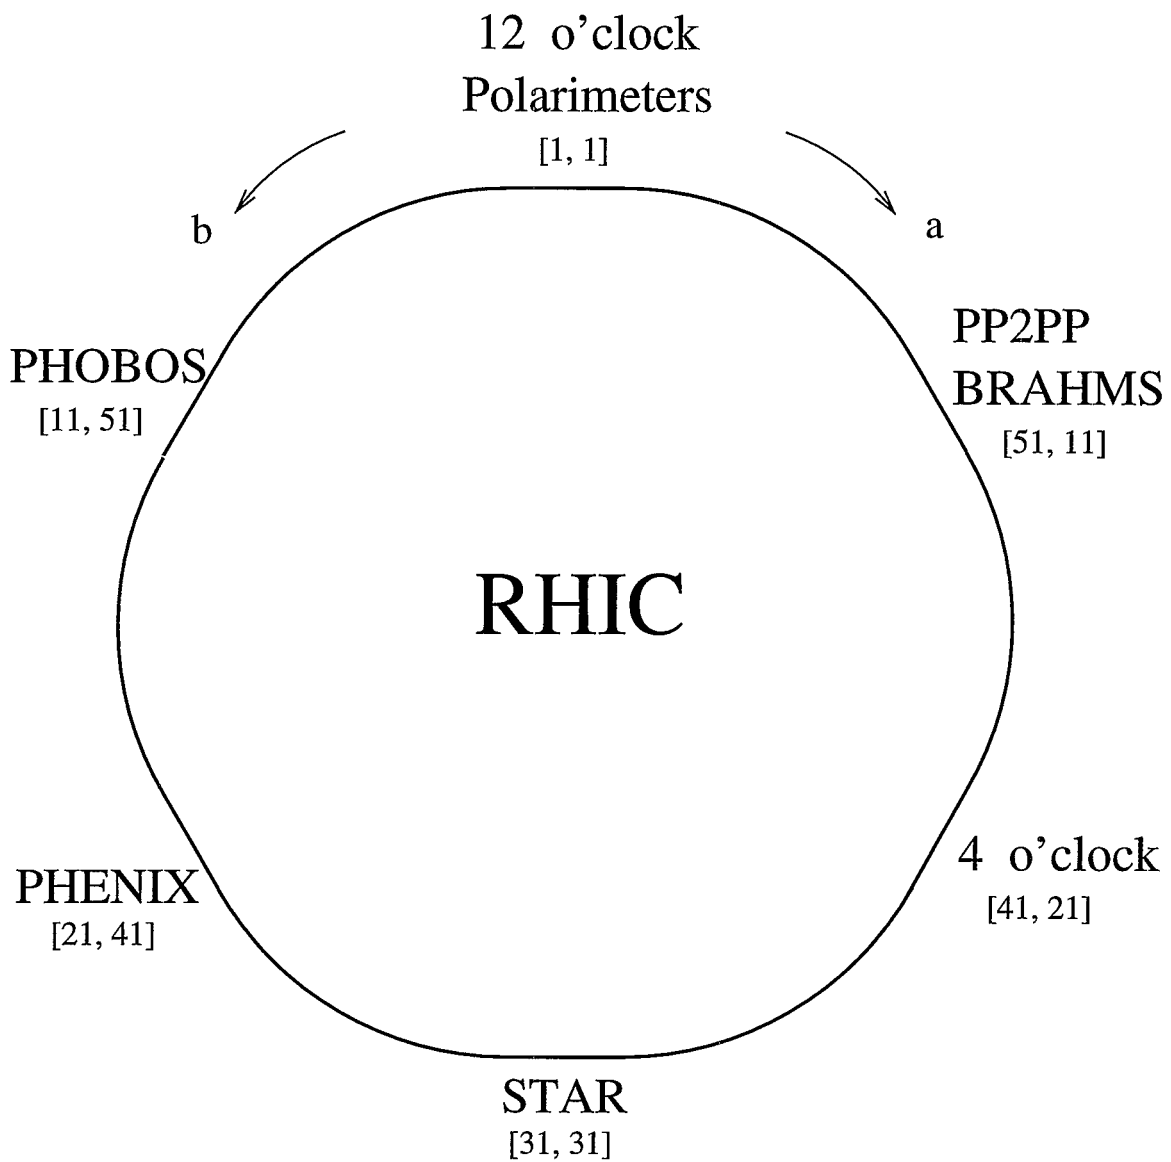 12 o’clock
Polarimeters
[1, 1]
b
a
PHOBOS
[11, 51]
PP2PP
BRAHMS
[51, 11]
RHIC
PHENIX
[21, 41]
4 o’clock
[41, 21]
STAR
[31, 31]